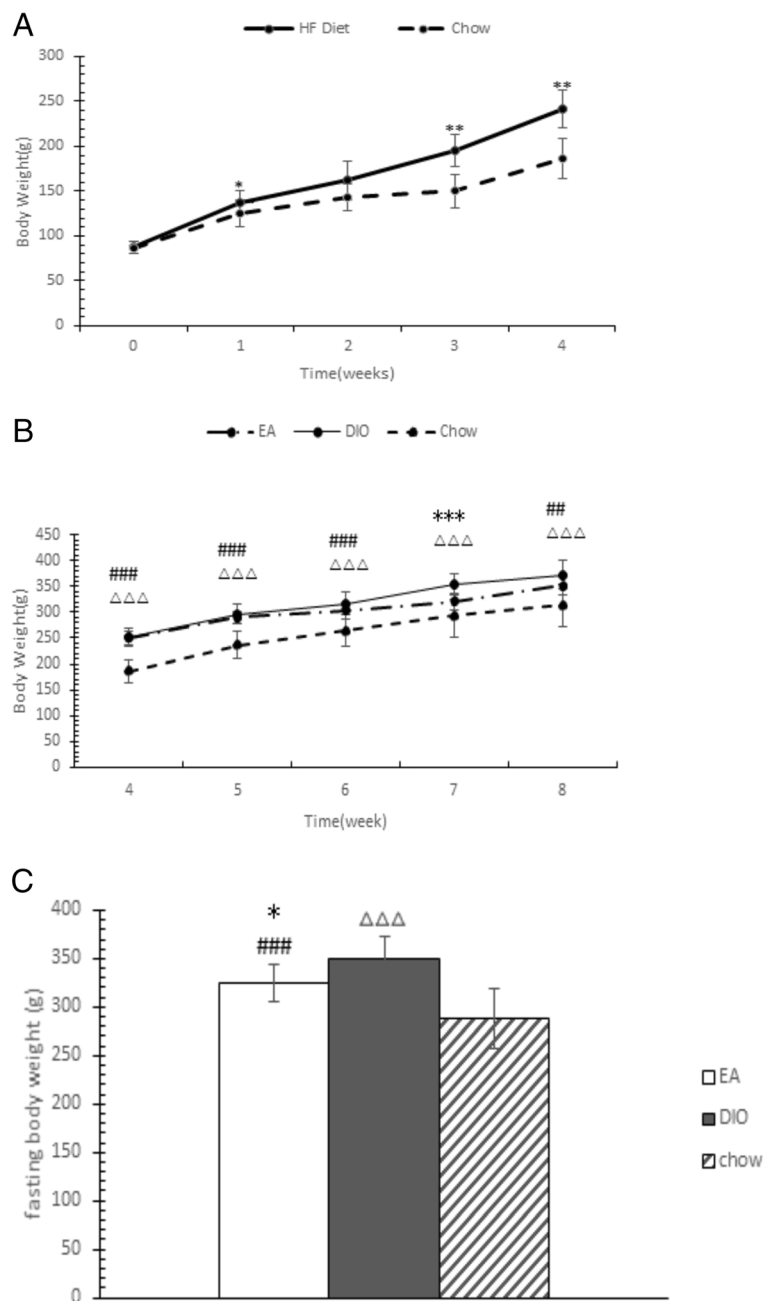 A
HF Diet Chow
300
250
200
150
100
50
0
Body Weight(g)
*
**
**
0 1 2 3 4
Time(weeks)
B
EA DIO Chow
450
400
350
300
250
200
150
100
50
0
Body Weight(g)
### ### ### *** ##
△△△ △△△ △△△ △△△ △△△
4 5 6 7 8
Time(week)
C
400
350
300
250
200
150
100
50
0
fasting body weight (g)
* △△△
###
EA
DIO
chow